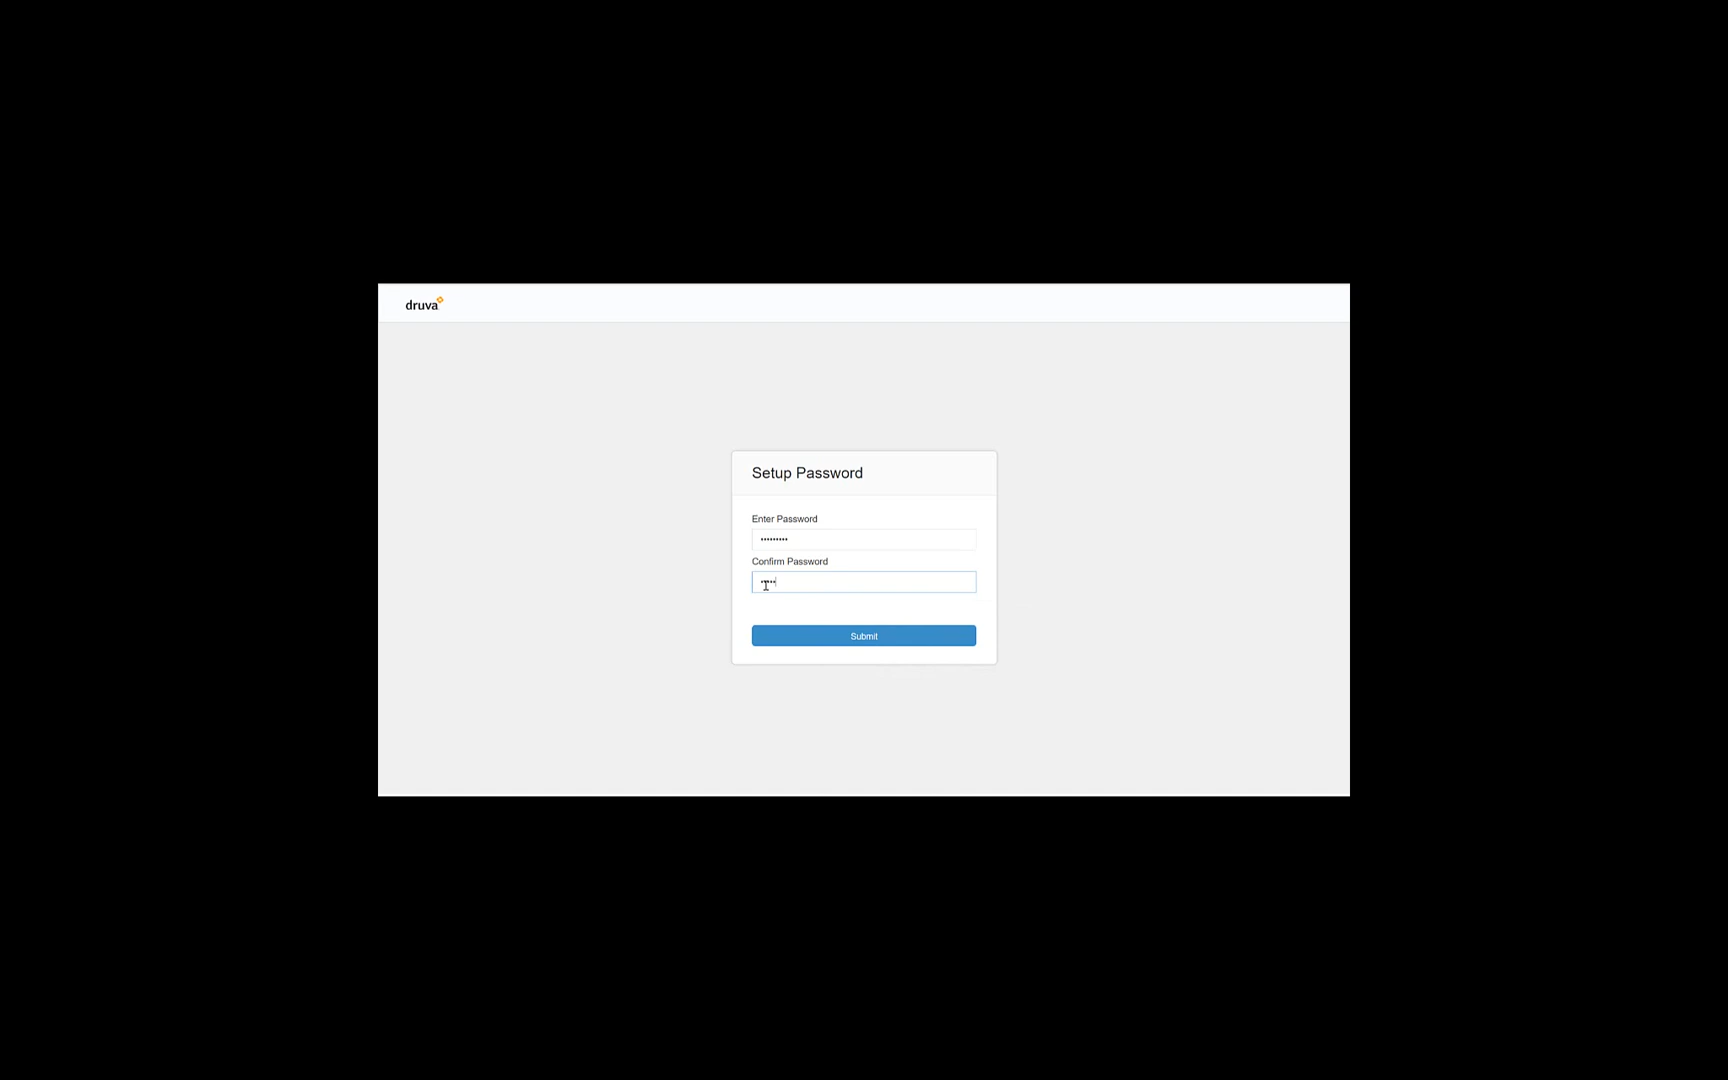 druva
Setup Password
Enter Password
•••••••••
Confirm Password
•••••
Submit